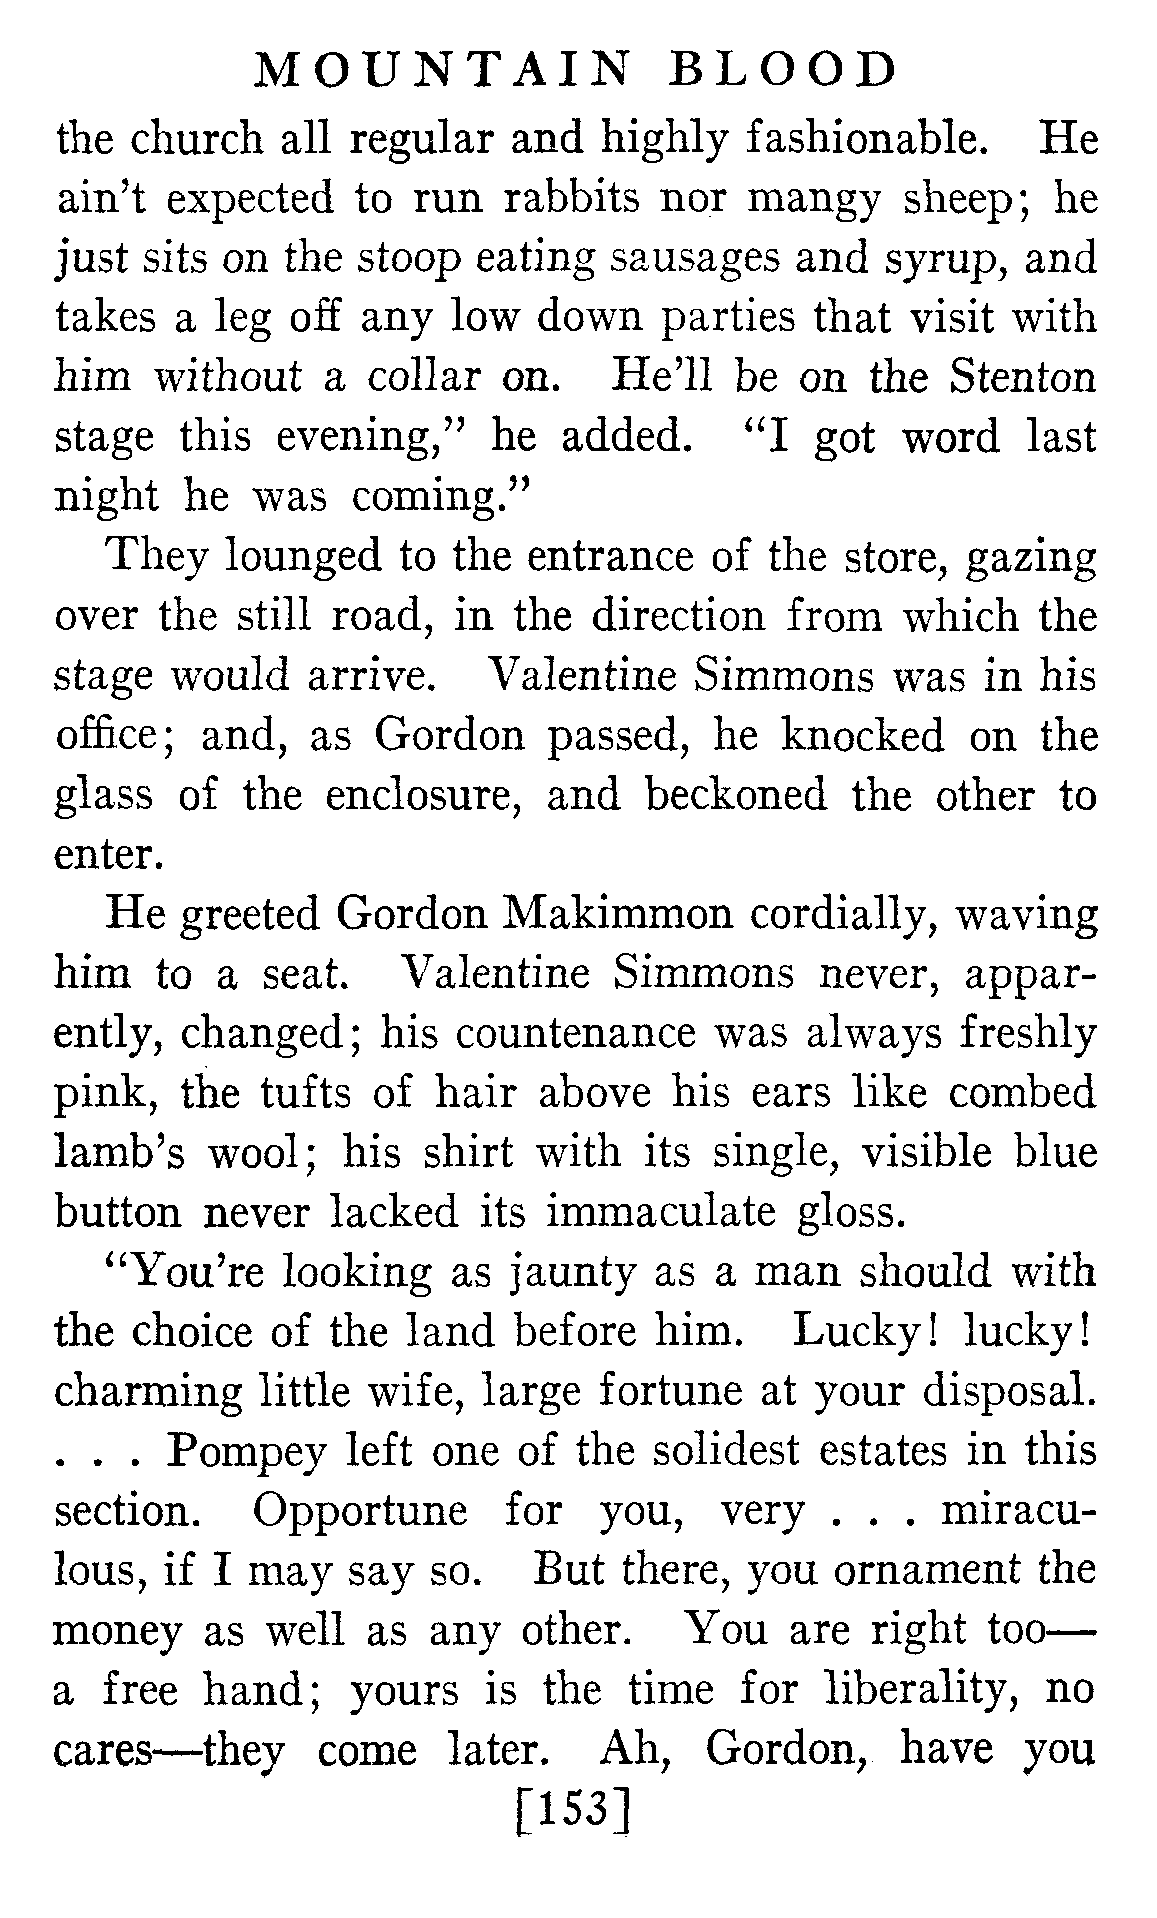 MOUNTAIN BLOOD
the church all regular and highly fashionable. He
ain't expected to run rabbits nor mangy sheep; he
just sits on the stoop eating sausages and syrup, and
takes a leg off any low down parties that visit with
him without a collar on. He'll be on the Stenton
stage this evening,” he added. “I got word last
night he was coming.”
They lounged to the entrance of the store, gazing
over the still road, in the direction from which the
stage would arrive. Valentine Simmons was in his
office; and, as Gordon passed, he knocked on the
glass of the enclosure, and beckoned the other to
enter.
He greeted Gordon Makimmon cordially, waving
him to a seat. Valentine Simmons never, appar-
ently, changed; his countenance was always freshly
pink, the tufts of hair above his ears like combed
lamb's wool; his shirt with its single, visible blue
button never lacked its immaculate gloss.
“You're looking as jaunty as a man should with
the choice of the land before him. Lucky! lucky!
charming little wife, large fortune at your disposal.
. . . Pompey left one of the solidest estates in this
section. Opportune for you, very . . . miracu-
lous, if I may say so. But there, you ornament the
money as well as any other. You are right too—
a free hand; yours is the time for liberality, no
cares—they come later. Ah, Gordon, have you
[153]